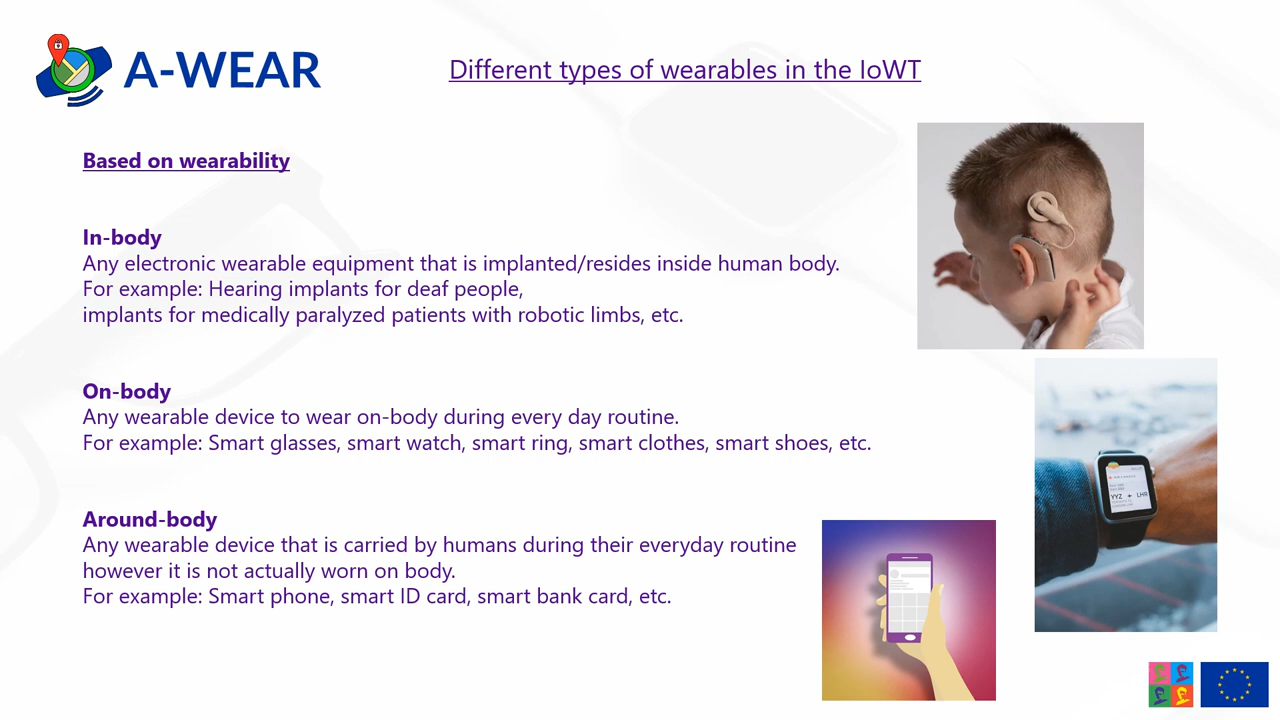 A-WEAR
Different types of wearables in the IoWT
Based on wearability
In-body
Any electronic wearable equipment that is implanted/resides inside human body.
For example: Hearing implants for deaf people,
implants for medically paralyzed patients with robotic limbs, etc.
On-body
Any wearable device to wear on-body during every day routine.
For example: Smart glasses, smart watch, smart ring, smart clothes, smart shoes, etc.
Around-body
Any wearable device that is carried by humans during their everyday routine
however it is not actually worn on body.
For example: Smart phone, smart ID card, smart bank card, etc.
YYZ LHR